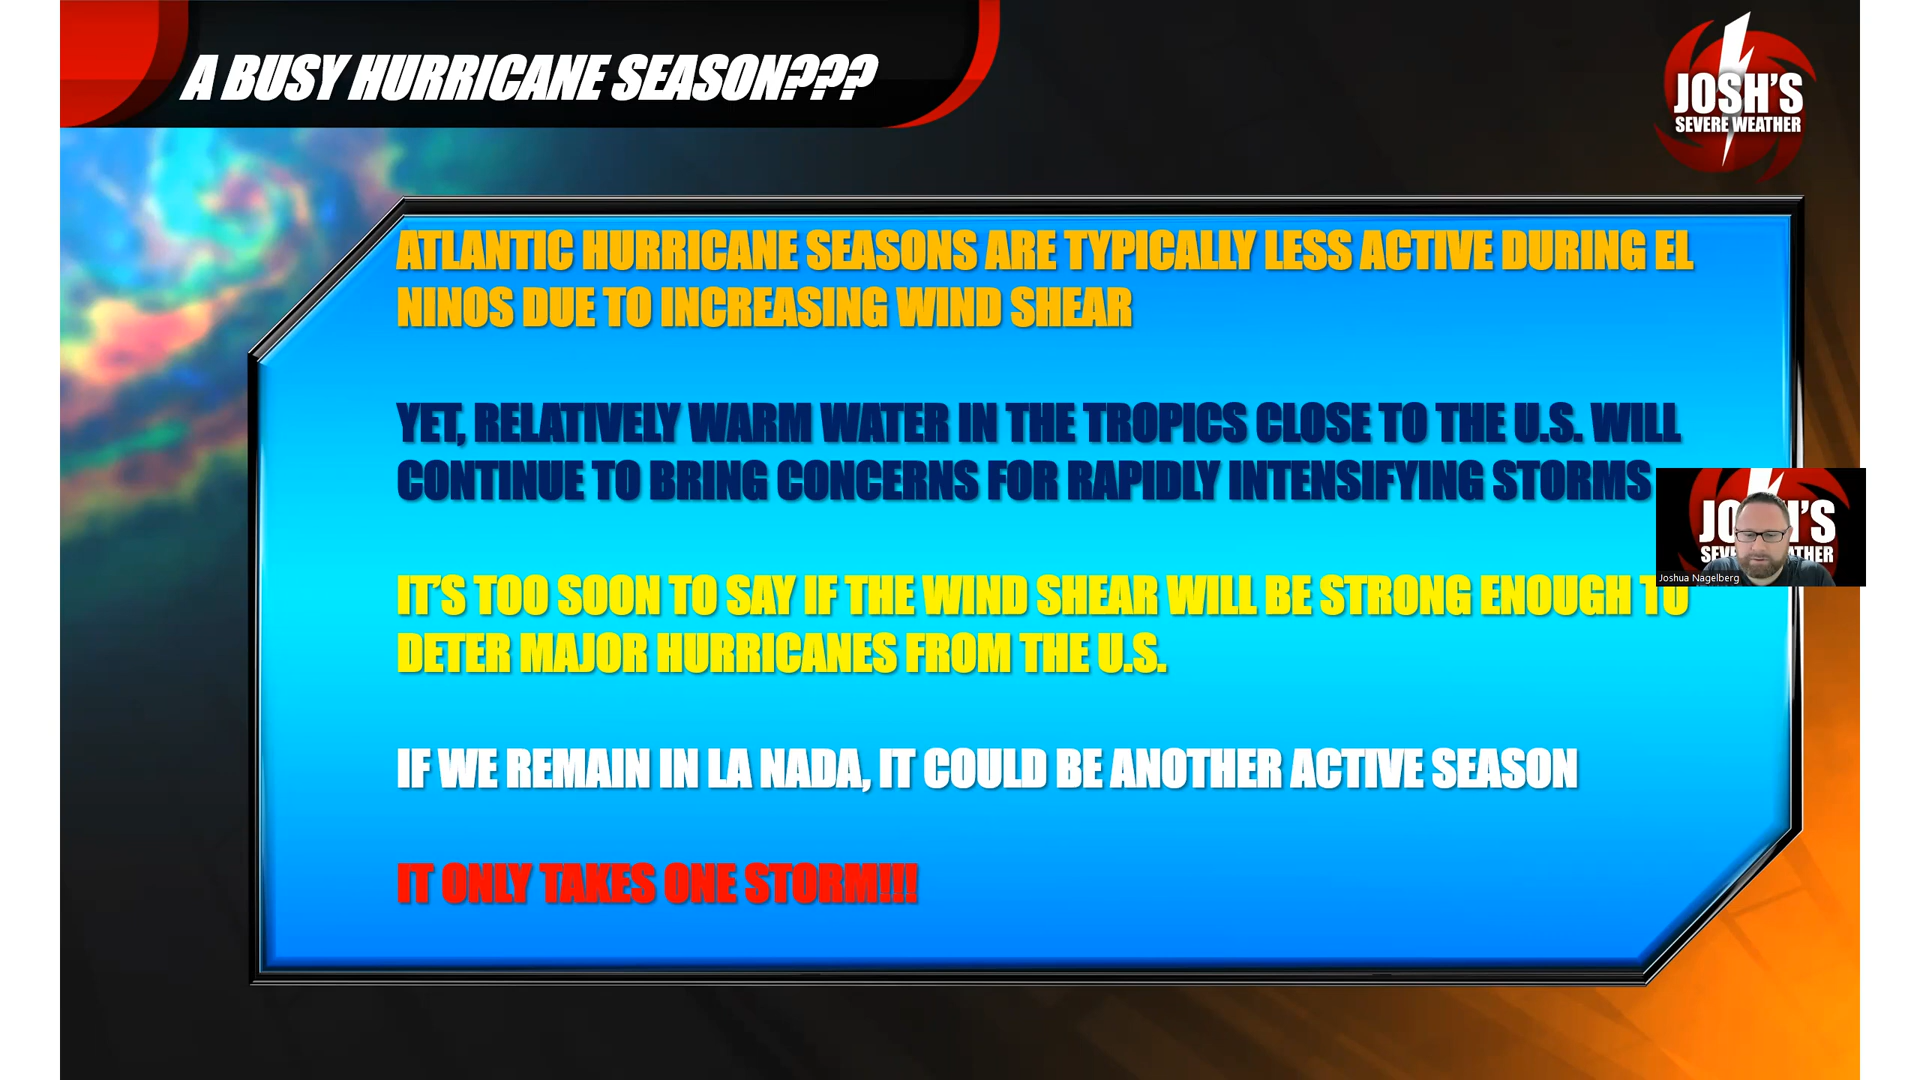 A BUSY HURRICANE SEASON???
JOSH'S
SEVERE WEATHER
ATLANTIC HURRICANE SEASONS ARE TYPICALLY LESS ACTIVE DURING EL
NINOS DUE TO INCREASING WIND SHEAR
YET, RELATIVELY WARM WATER IN THE TROPICS CLOSE TO THE U.S. WILL
CONTINUE TO BRING CONCERNS FOR RAPIDLY INTENSIFYING STORMS
Joshua Nagelberg
IT'S TOO SOON TO SAY IF THE WIND SHEAR WILL BE STRONG ENOUGH TO
DETER MAJOR HURRICANES FROM THE U.S.
IF WE REMAIN IN LA NADA, IT COULD BE ANOTHER ACTIVE SEASON
IT ONLY TAKES ONE STORM!!!